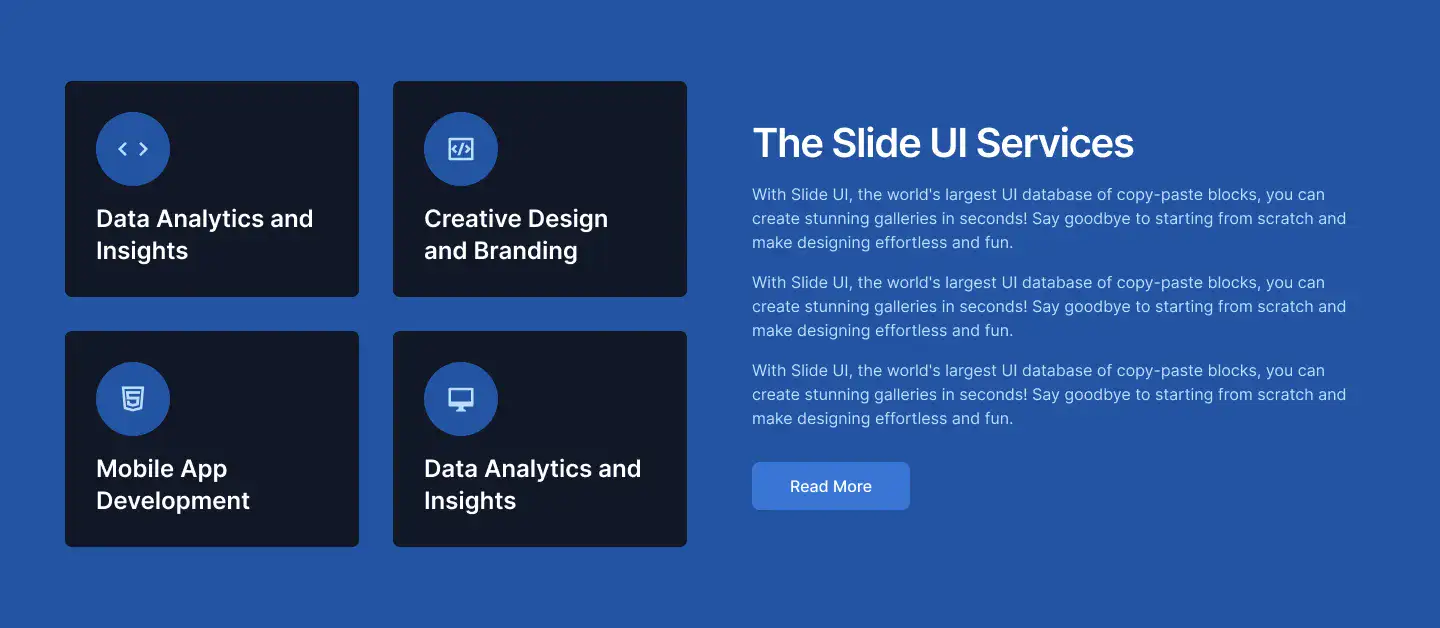 Data Analytics and
Insights
Creative Design
and Branding
Mobile App
Development
Data Analytics and
Insights
The Slide UI Services
With Slide UI, the world's largest UI database of copy-paste blocks, you can
create stunning galleries in seconds! Say goodbye to starting from scratch and
make designing effortless and fun.
With Slide UI, the world's largest UI database of copy-paste blocks, you can
create stunning galleries in seconds! Say goodbye to starting from scratch and
make designing effortless and fun.
With Slide UI, the world's largest UI database of copy-paste blocks, you can
create stunning galleries in seconds! Say goodbye to starting from scratch and
make designing effortless and fun.
Read More